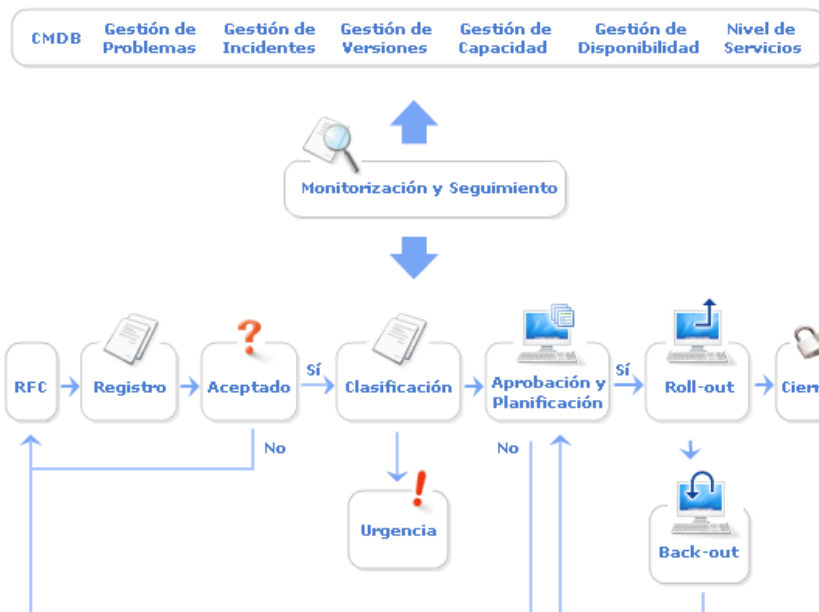 CMDB
Gestión de
Problemas
Gestión de
Incidentes
Gestión de
Versiones
Gestión de
Capacidad
Gestión de
Disponibilidad
Nivel de
Servicios
Monitorización y Seguimiento
RFC
Registro
Aceptado
Sí
Clasificación
Aprobación y
Planificación
Sí
Roll-out
No
No
Urgencia
Back-out